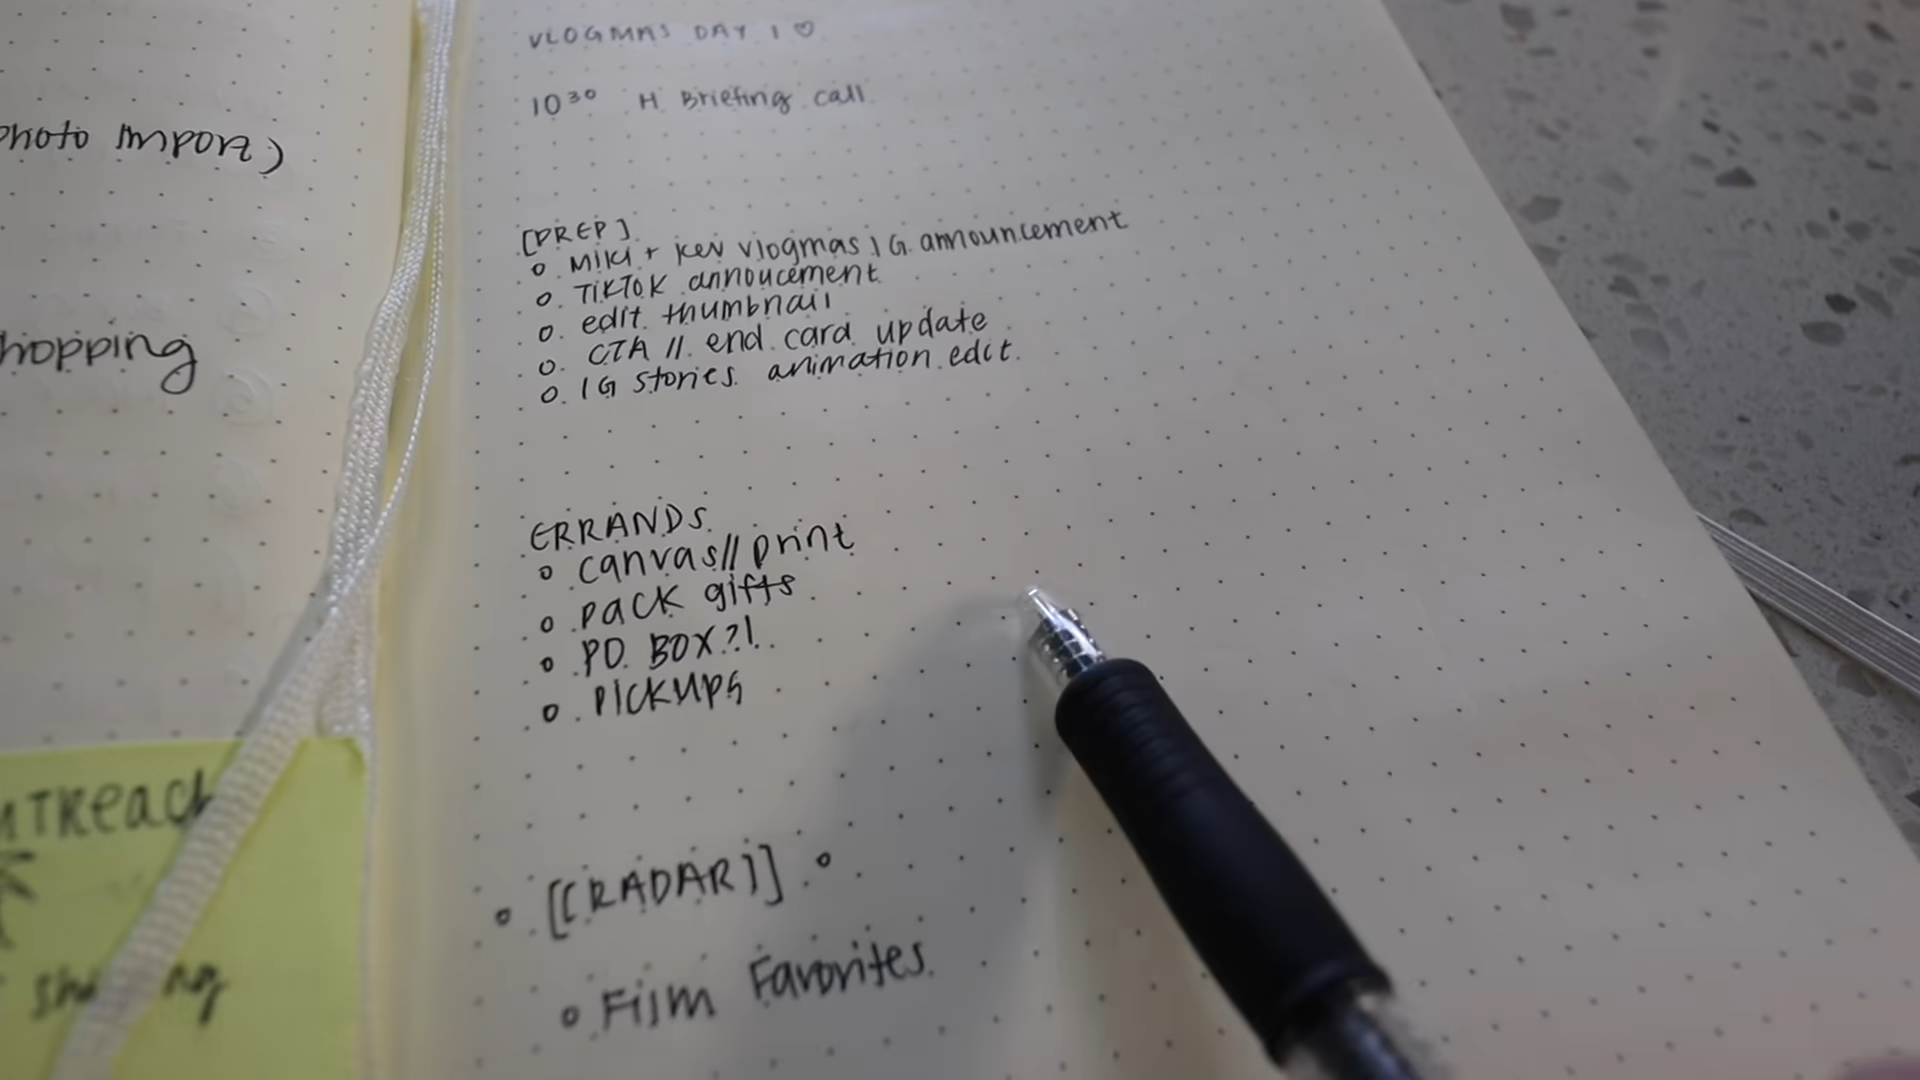 photo import)
hopping
UTREACH
VLOGMAS DAY 1 ♡
10³⁰ H Briefing call
[PREP]
o Miki + Kev vlogmas IG announcement
o TikTok annoucement
o edit thumbnail
o CTA // end card update
o IG stories animation edit
ERRANDS
o canvas // print
o pack gifts
o PO BOX?!
o PICKUPS
o [[RADAR]] o
o Film Favorites